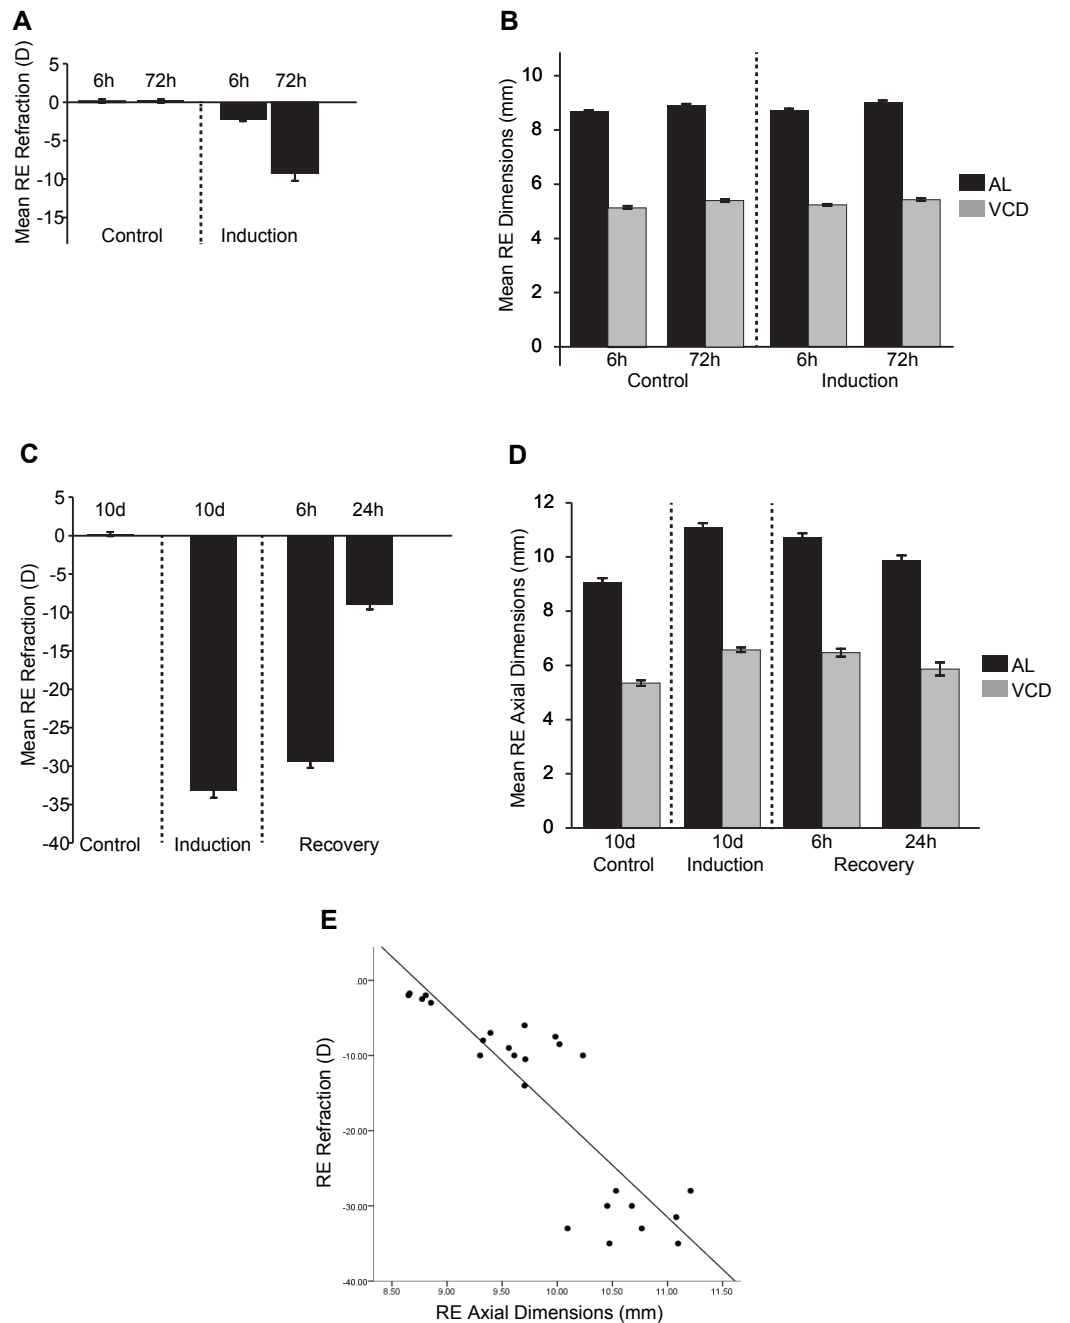 A
Mean RE Refraction (D)
5
0
-5
-10
-15
6h 72h 6h 72h
Control Induction
B
Mean RE Dimensions (mm)
10
8
6
4
2
0
6h 72h 6h 72h
Control Induction
AL
VCD
C
Mean RE Refraction (D)
5
0
-5
-10
-15
-20
-25
-30
-35
-40
10d 10d 6h 24h
Control Induction Recovery
D
Mean RE Axial Dimensions (mm)
12
10
8
6
4
2
0
10d 10d 6h 24h
Control Induction Recovery
AL
VCD
E
RE Refraction (D)
.00
-10.00
-20.00
-30.00
-40.00
8.50 9.00 9.50 10.00 10.50 11.00 11.50
RE Axial Dimensions (mm)